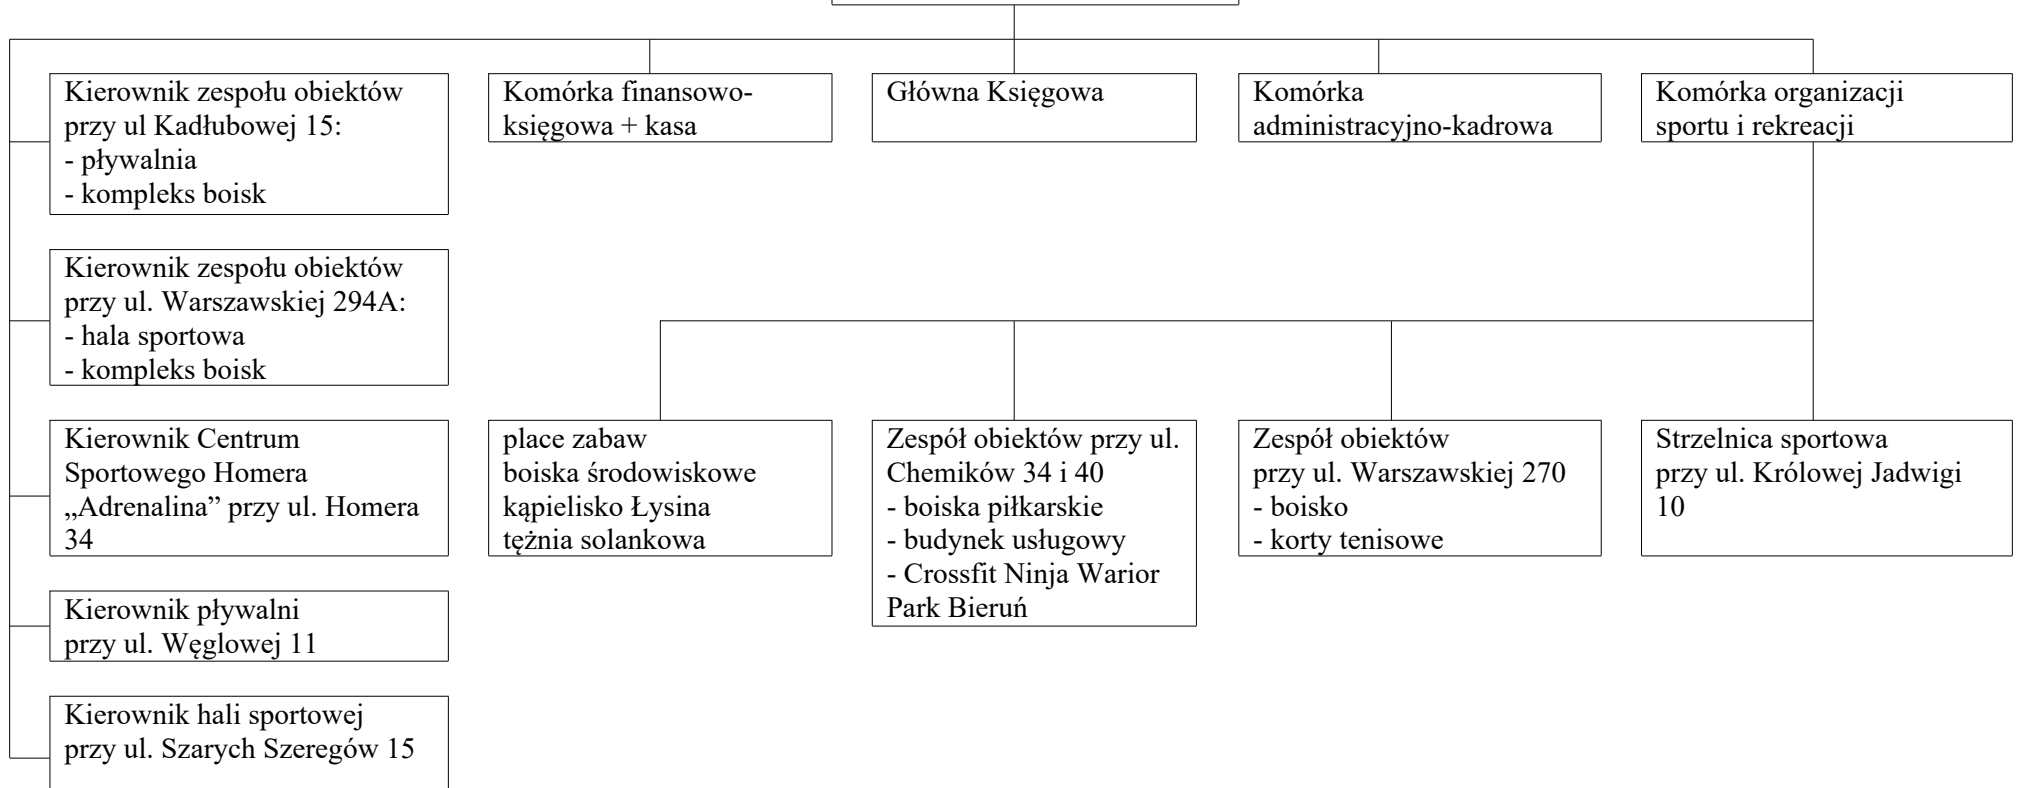 Kierownik zespołu obiektów
przy ul Kadłubowej 15:
- pływalnia
- kompleks boisk
Komórka finansowo-
księgowa + kasa
Główna Księgowa
Komórka
administracyjno-kadrowa
Komórka organizacji
sportu i rekreacji
Kierownik zespołu obiektów
przy ul. Warszawskiej 294A:
- hala sportowa
- kompleks boisk
Kierownik Centrum
Sportowego Homera
„Adrenalina” przy ul. Homera
34
place zabaw
boiska środowiskowe
kąpielisko Łysina
tężnia solankowa
Zespół obiektów przy ul.
Chemików 34 i 40
- boiska piłkarskie
- budynek usługowy
- Crossfit Ninja Warior
Park Bieruń
Zespół obiektów
przy ul. Warszawskiej 270
- boisko
- korty tenisowe
Strzelnica sportowa
przy ul. Królowej Jadwigi
10
Kierownik pływalni
przy ul. Węglowej 11
Kierownik hali sportowej
przy ul. Szarych Szeregów 15